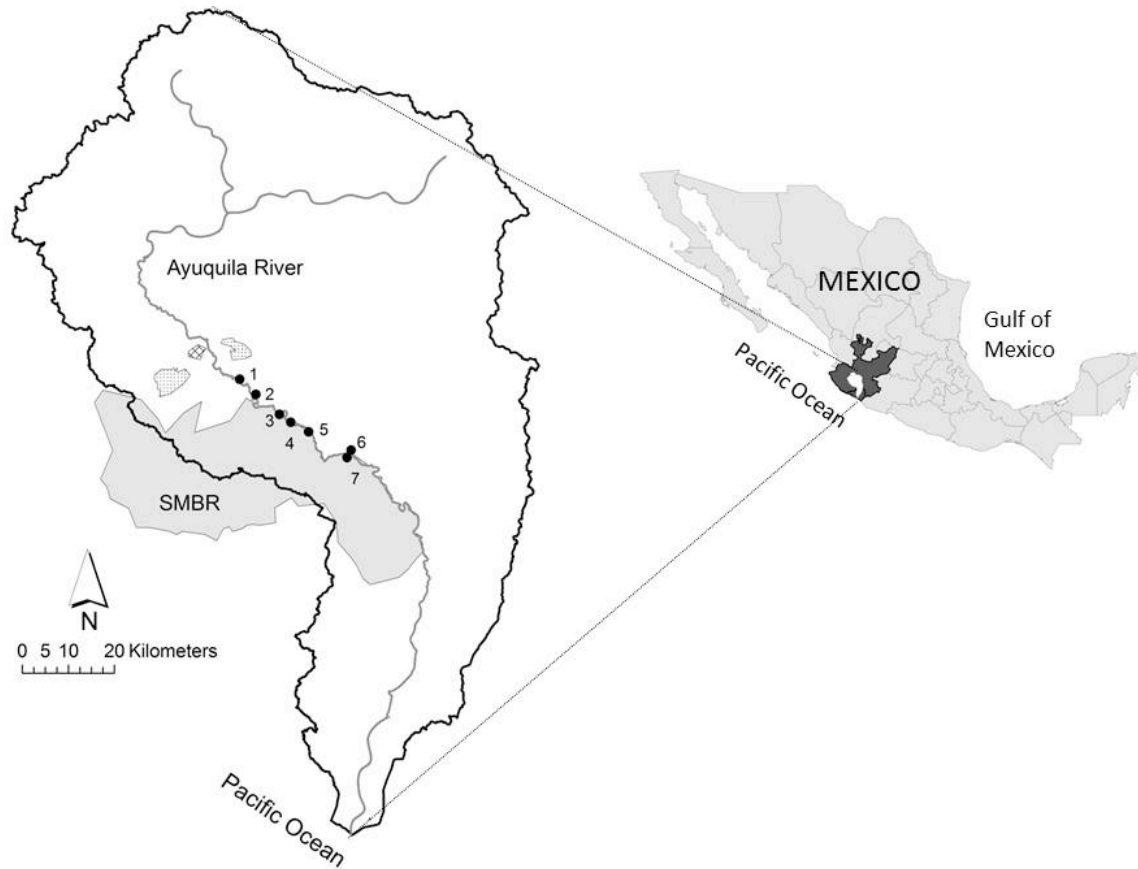 Ayuquila River
1
2
3
4
5
6
7
SMBR
N
0 5 10 20 Kilometers
Pacific Ocean
MEXICO
Gulf of
Mexico
Pacific Ocean